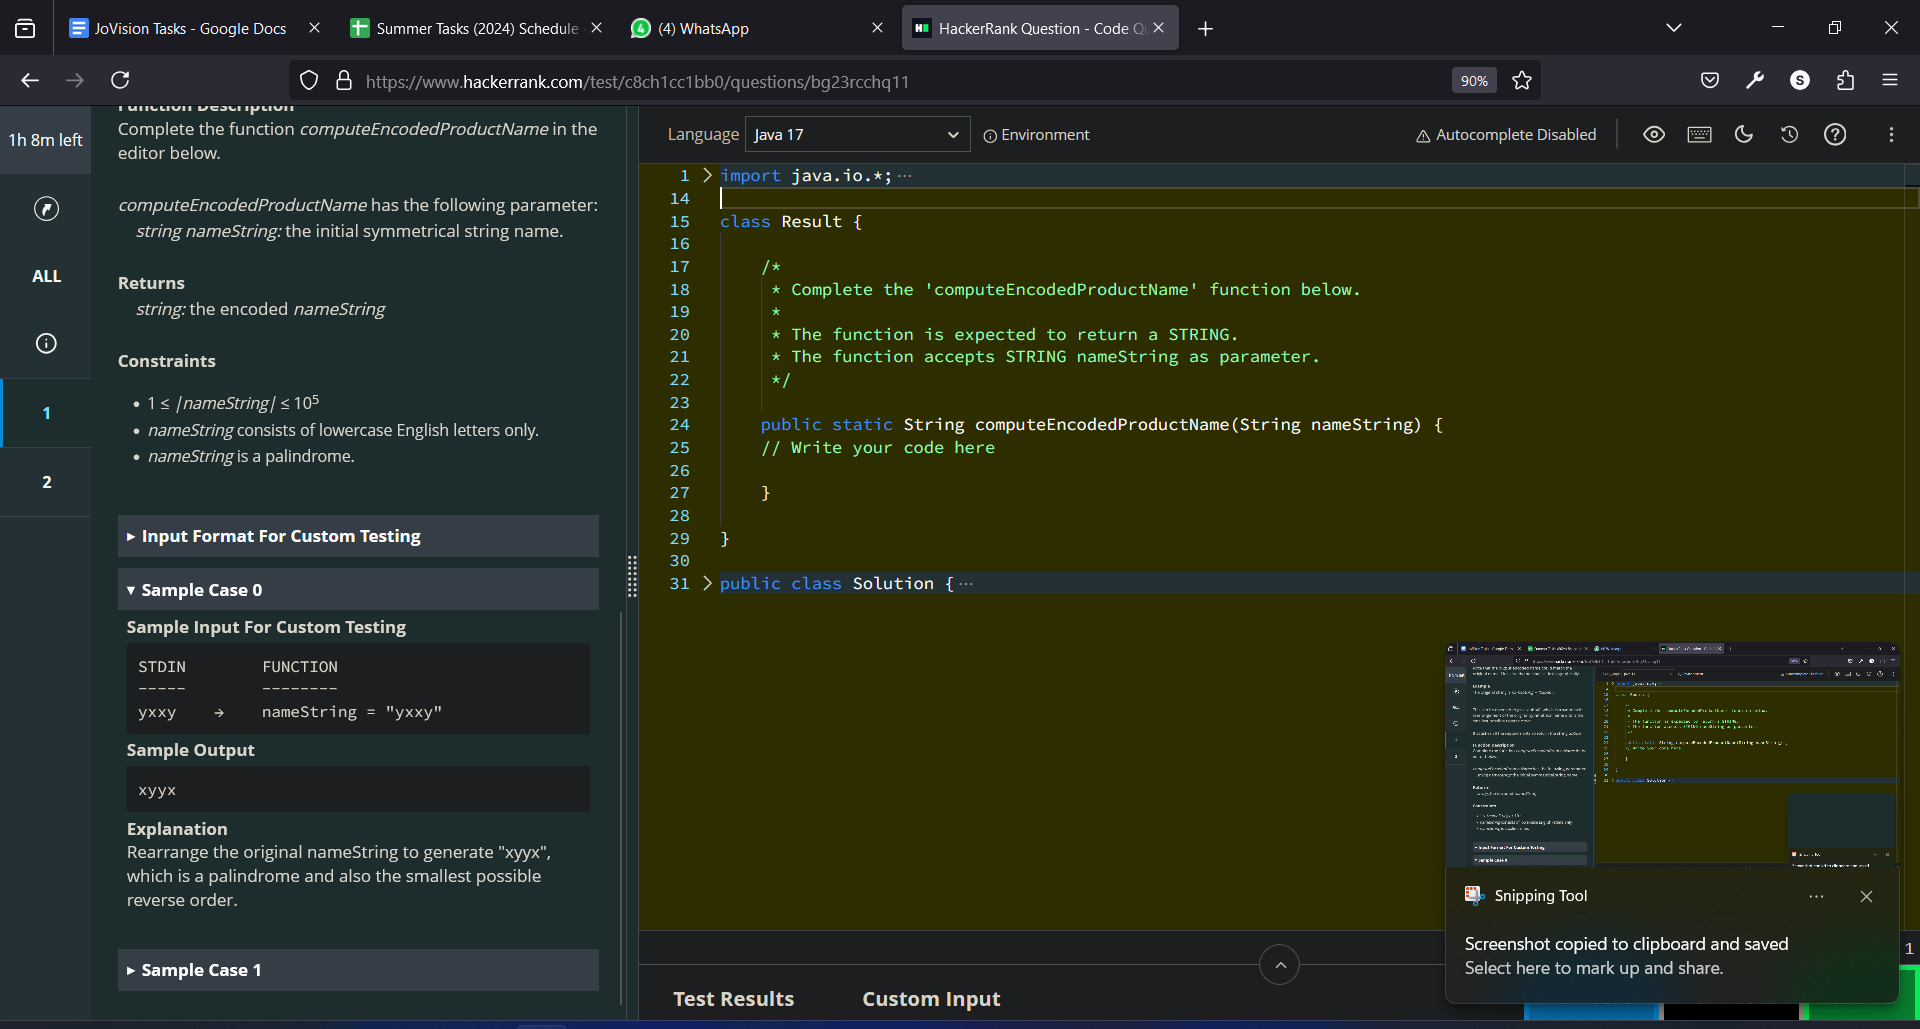 JoVision Tasks - Google Docs
Summer Tasks (2024) Schedule
(4) WhatsApp
HackerRank Question - Code Q
https://www.hackerrank.com/test/c8ch1cc1bb0/questions/bg23rcchq11
90%
S
1h 8m left
ALL
1
2
Function Description
Complete the function computeEncodedProductName in the
editor below.
computeEncodedProductName has the following parameter:
string nameString: the initial symmetrical string name.
Returns
string: the encoded nameString
Constraints
• 1 ≤ |nameString| ≤ 10⁵
• nameString consists of lowercase English letters only.
• nameString is a palindrome.
▸ Input Format For Custom Testing
▾ Sample Case 0
Sample Input For Custom Testing
STDIN FUNCTION
----- --------
yxxy → nameString = "yxxy"
Sample Output
xyyx
Explanation
Rearrange the original nameString to generate "xyyx",
which is a palindrome and also the smallest possible
reverse order.
▸ Sample Case 1
Language Java 17 Environment
Autocomplete Disabled
1 import java.io.*; ···
14
15 class Result {
16
17 /*
18 * Complete the 'computeEncodedProductName' function below.
19 *
20 * The function is expected to return a STRING.
21 * The function accepts STRING nameString as parameter.
22 */
23
24 public static String computeEncodedProductName(String nameString) {
25 // Write your code here
26
27 }
28
29 }
30
31 public class Solution { ···
Test Results Custom Input
Snipping Tool
Screenshot copied to clipboard and saved
Select here to mark up and share.
1